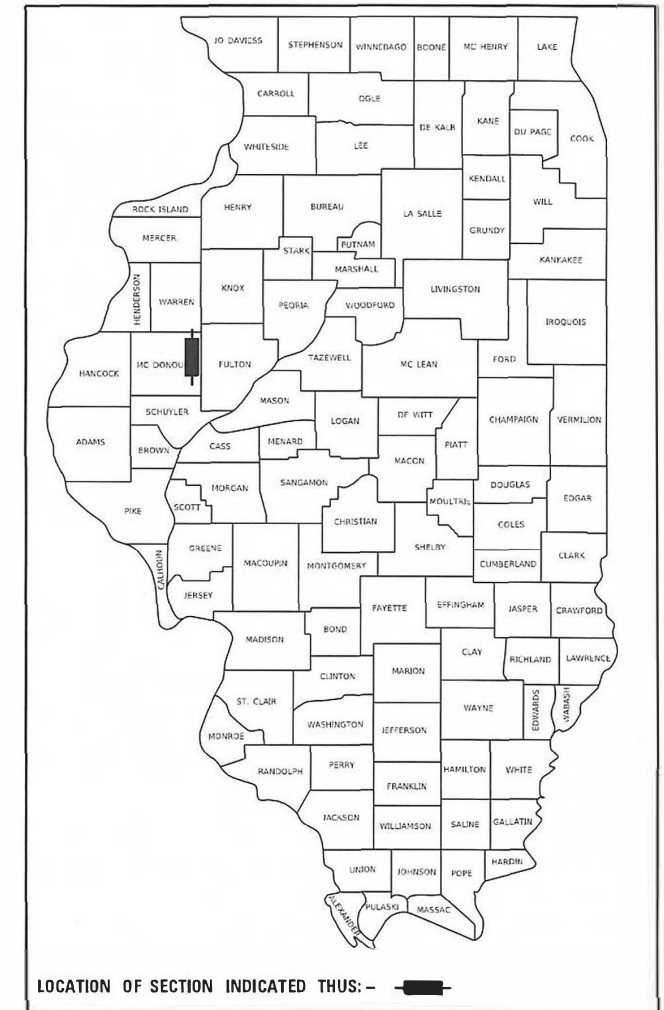 JO DAVIESS
STEPHENSON
WINNEBAGO
BOONE
MC HENRY
LAKE
CARROLL
OGLE
DE KALB
KANE
DU PAGE
COOK
WHITESIDE
LEE
KENDALL
ROCK ISLAND
HENRY
BUREAU
LA SALLE
WILL
MERCER
STARK
PUTNAM
GRUNDY
KANKAKEE
MARSHALL
HENDERSON
WARREN
KNOX
PEORIA
WOODFORD
LIVINGSTON
IROQUOIS
HANCOCK
MC DONOU
FULTON
TAZEWELL
MC LEAN
FORD
SCHUYLER
MASON
LOGAN
DE WITT
CHAMPAIGN
VERMILION
ADAMS
BROWN
CASS
MENARD
PIATT
MACON
PIKE
SCOTT
MORGAN
SANGAMON
MOULTRIE
DOUGLAS
EDGAR
CHRISTIAN
COLES
CALHOUN
GREENE
MACOUPIN
MONTGOMERY
SHELBY
CUMBERLAND
CLARK
JERSEY
FAYETTE
EFFINGHAM
JASPER
CRAWFORD
MADISON
BOND
CLAY
RICHLAND
LAWRENCE
CLINTON
MARION
ST. CLAIR
WAYNE
EDWARDS
WABASH
MONROE
WASHINGTON
JEFFERSON
RANDOLPH
PERRY
HAMILTON
WHITE
FRANKLIN
JACKSON
WILLIAMSON
SALINE
GALLATIN
UNION
JOHNSON
POPE
HARDIN
ALEXANDER
PULASKI
MASSAC
LOCATION OF SECTION INDICATED THUS:-